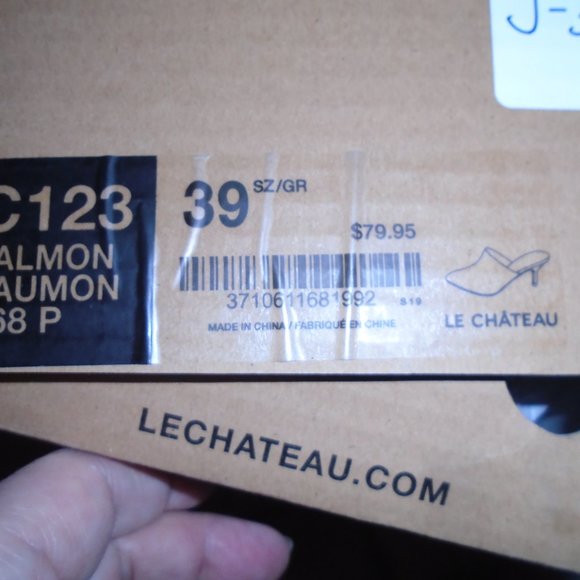 J-
C123
ALMON
AUMON
68 P
39 SZ/GR
$79.95
3710611681992 S19
MADE IN CHINA / FABRIQUÉ EN CHINE
LE CHÂTEAU
LECHATEAU.COM